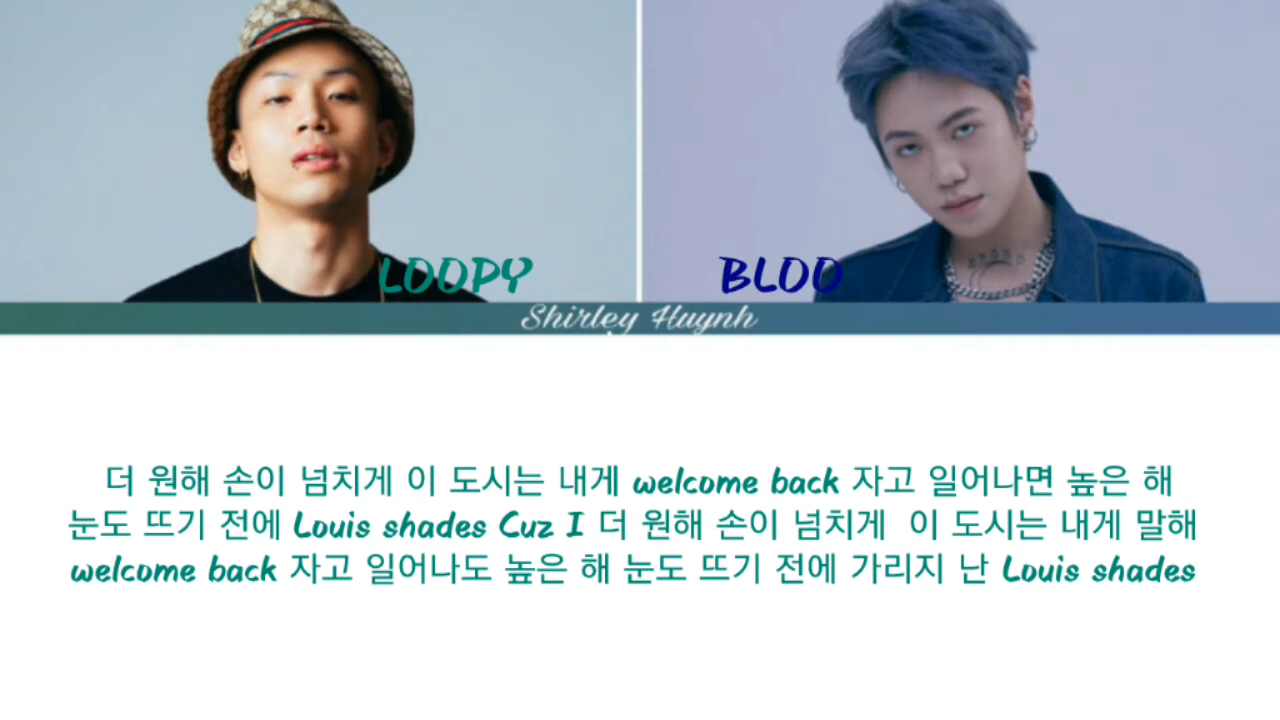 LOOPY
BLOO
Shirley Huynh
더 원해 손이 넘치게 이 도시는 내게 welcome back 자고 일어나면 높은 해
눈도 뜨기 전에 Louis shades Cuz I 더 원해 손이 넘치게 이 도시는 내게 말해
welcome back 자고 일어나도 높은 해 눈도 뜨기 전에 가리지 난 Louis shades